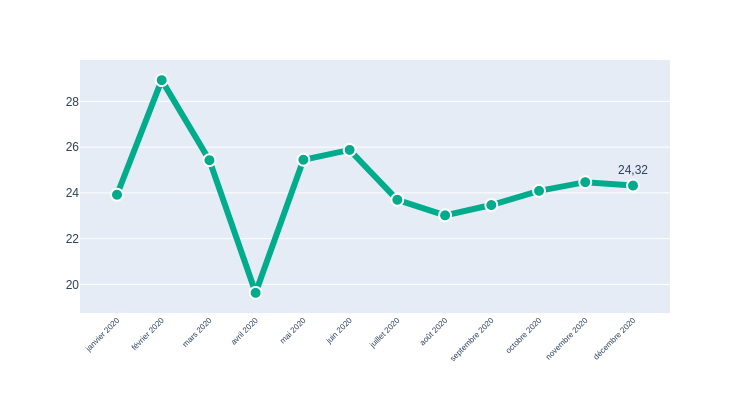 28
26
24
22
20
24,32
janvier 2020
février 2020
mars 2020
avril 2020
mai 2020
juin 2020
juillet 2020
août 2020
septembre 2020
octobre 2020
novembre 2020
décembre 2020